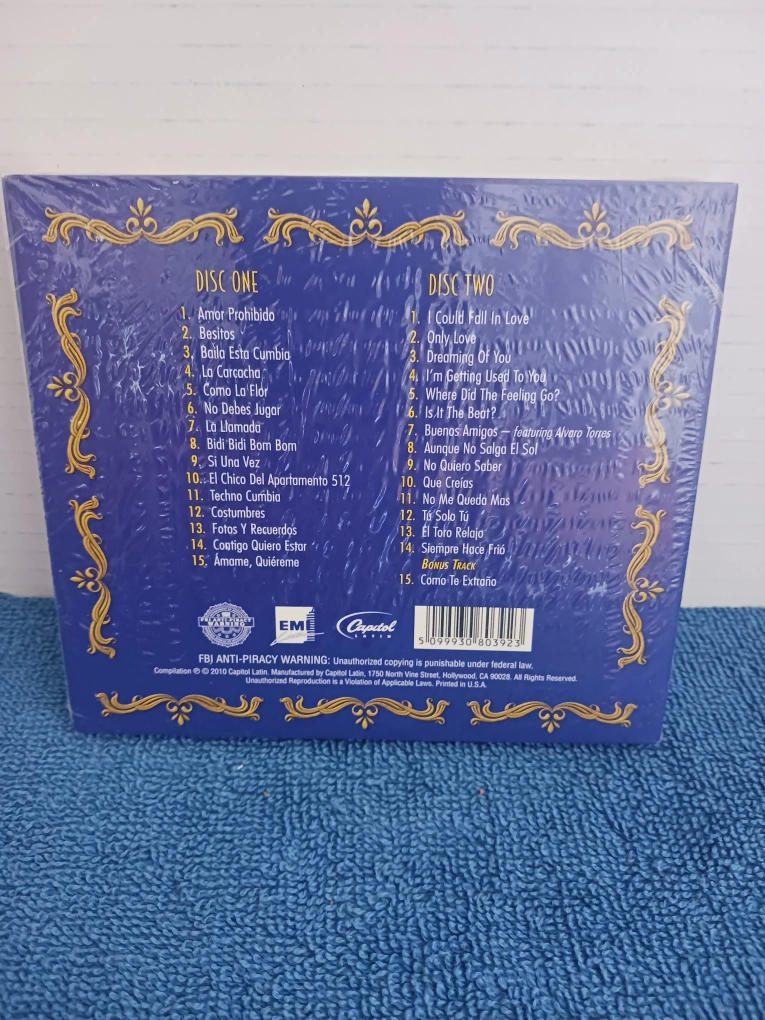 DISC ONE
1. Amor Prohibido
2. Besitos
3. Baila Esta Cumbia
4. La Carcacha
5. Como La Flor
6. No Debes Jugar
7. La Llamada
8. Bidi Bidi Bom Bom
9. Si Una Vez
10. El Chico Del Apartamento 512
11. Techno Cumbia
12. Costumbres
13. Fotos Y Recuerdos
14. Contigo Quiero Estar
15. Ámame, Quiéreme
DISC TWO
1. I Could Fall In Love
2. Only Love
3. Dreaming Of You
4. I'm Getting Used To You
5. Where Did The Feeling Go?
6. Is It The Beat?
7. Buenos Amigos — featuring Alvaro Torres
8. Aunque No Salga El Sol
9. No Quiero Saber
10. Que Creías
11. No Me Queda Mas
12. Tú Solo Tú
13. El Toro Relajo
14. Siempre Hace Frió
BONUS TRACK
15. Como Te Extraño
FBI ANTI-PIRACY
WARNING
EMI
Capitol
LATIN
5 099930 803923
FBI ANTI-PIRACY WARNING: Unauthorized copying is punishable under federal law.
Compilation ℗ © 2010 Capitol Latin. Manufactured by Capitol Latin, 1750 North Vine Street, Hollywood, CA 90028. All Rights Reserved.
Unauthorized Reproduction is a Violation of Applicable Laws. Printed in U.S.A.